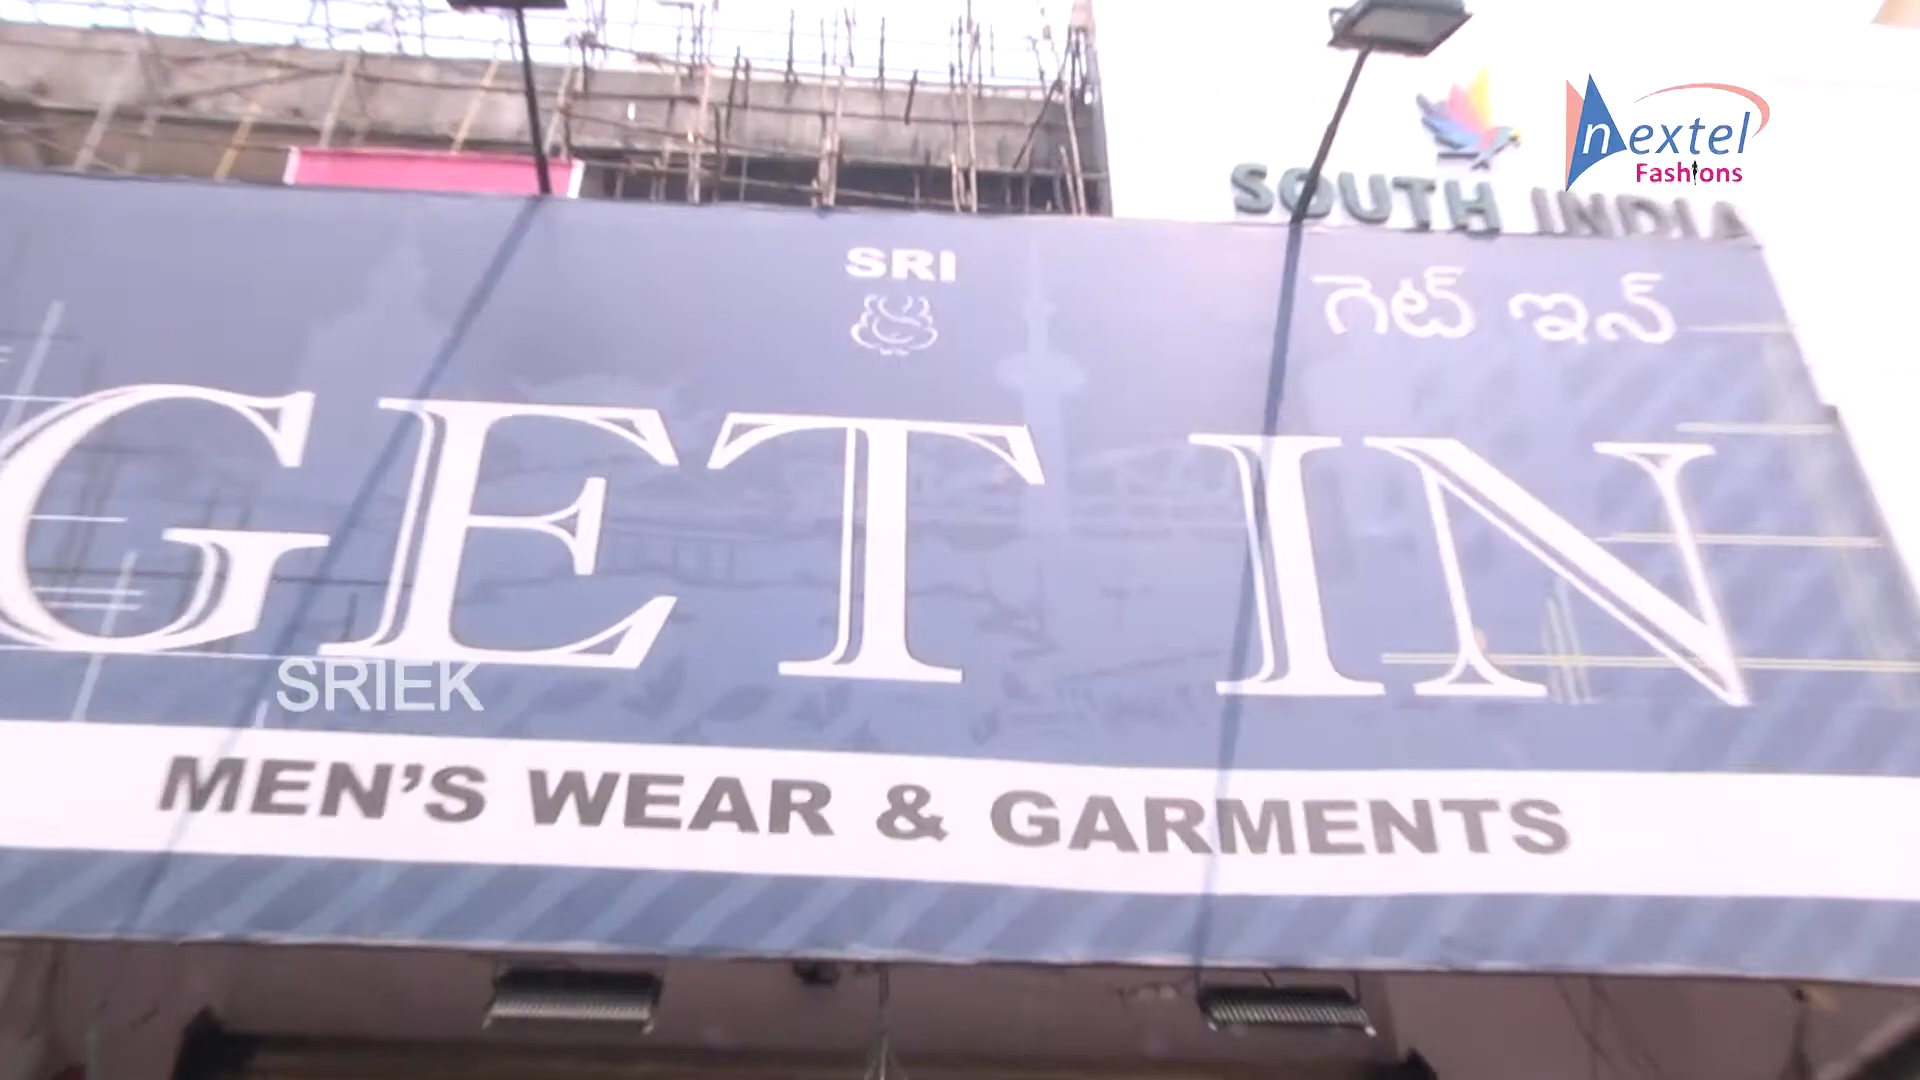 nextel
Fashions
SOUTH INDIA
SRI
గెట్ ఇన్
GET IN
SRIEK
MEN'S WEAR & GARMENTS